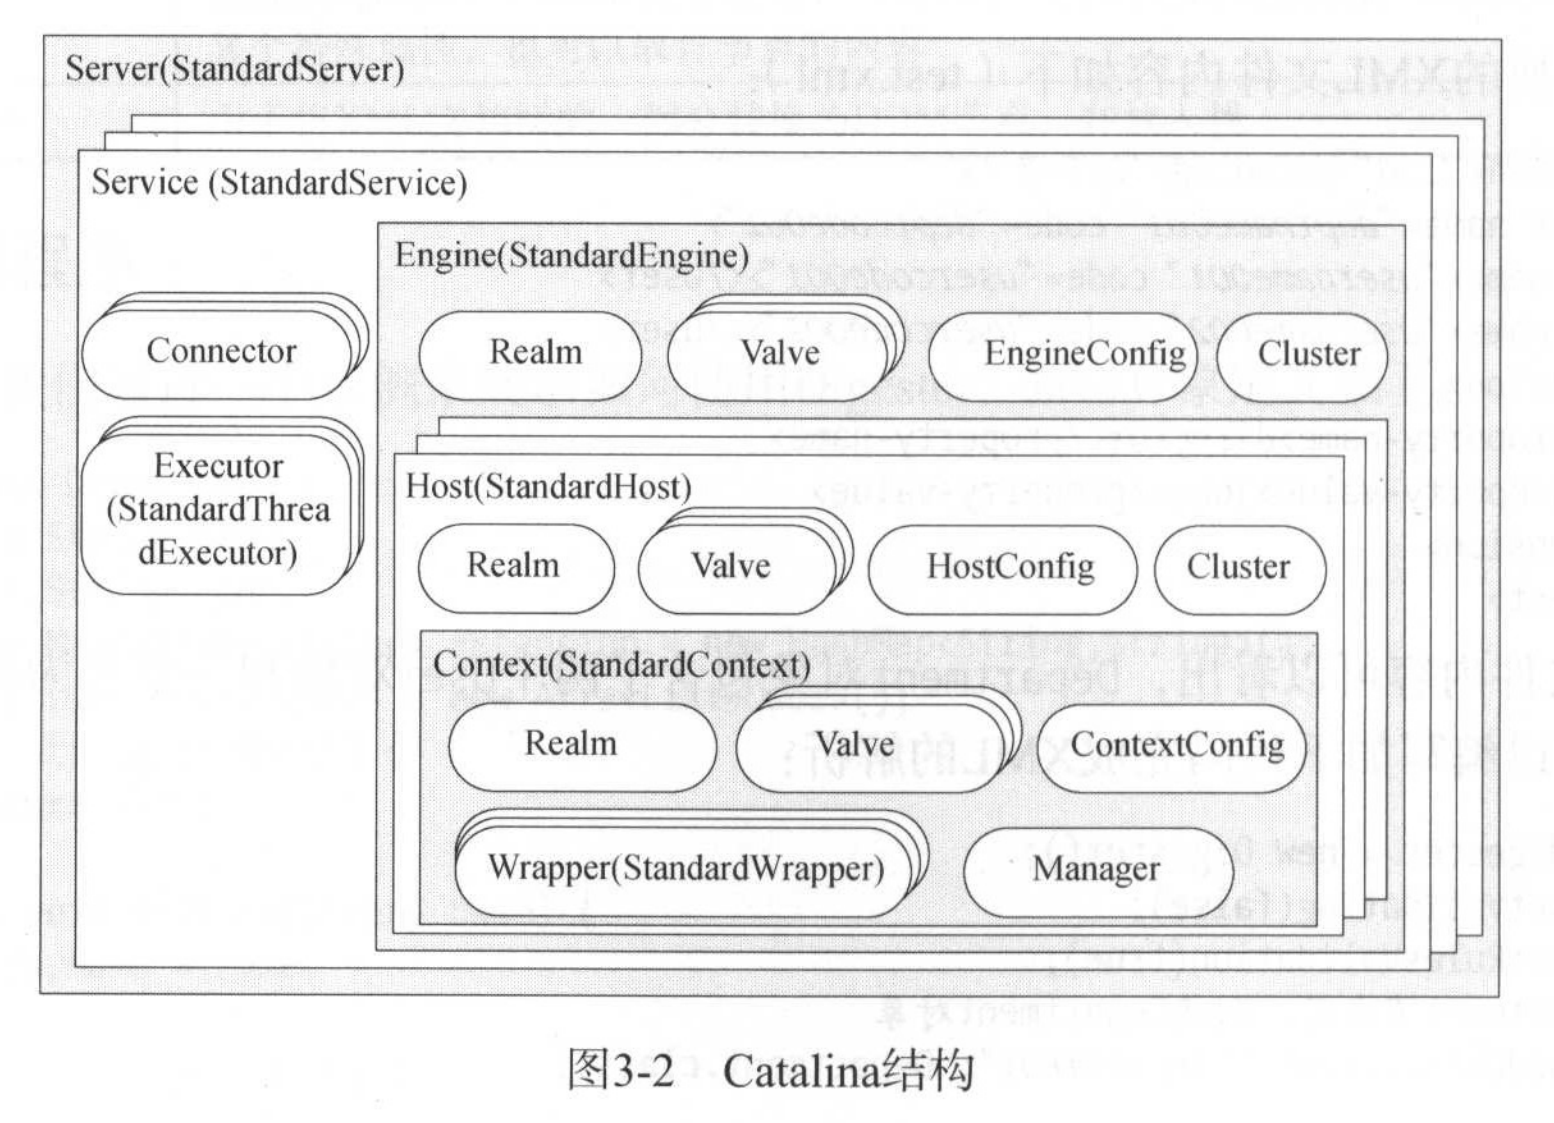 Server(StandardServer)
Service (StandardService)
Engine(StandardEngine)
Connector
Realm
Valve
EngineConfig
Cluster
Executor
(StandardThrea
dExecutor)
Host(StandardHost)
Realm
Valve
HostConfig
Cluster
Context(StandardContext)
Realm
Valve
ContextConfig
Wrapper(StandardWrapper)
Manager
图3-2 Catalina结构